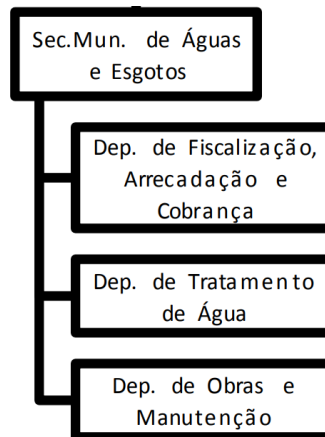 Sec.Mun. de Águas
e Esgotos
Dep. de Fiscalização,
Arrecadação e
Cobrança
Dep. de Tratamento
de Água
Dep. de Obras e
Manutenção